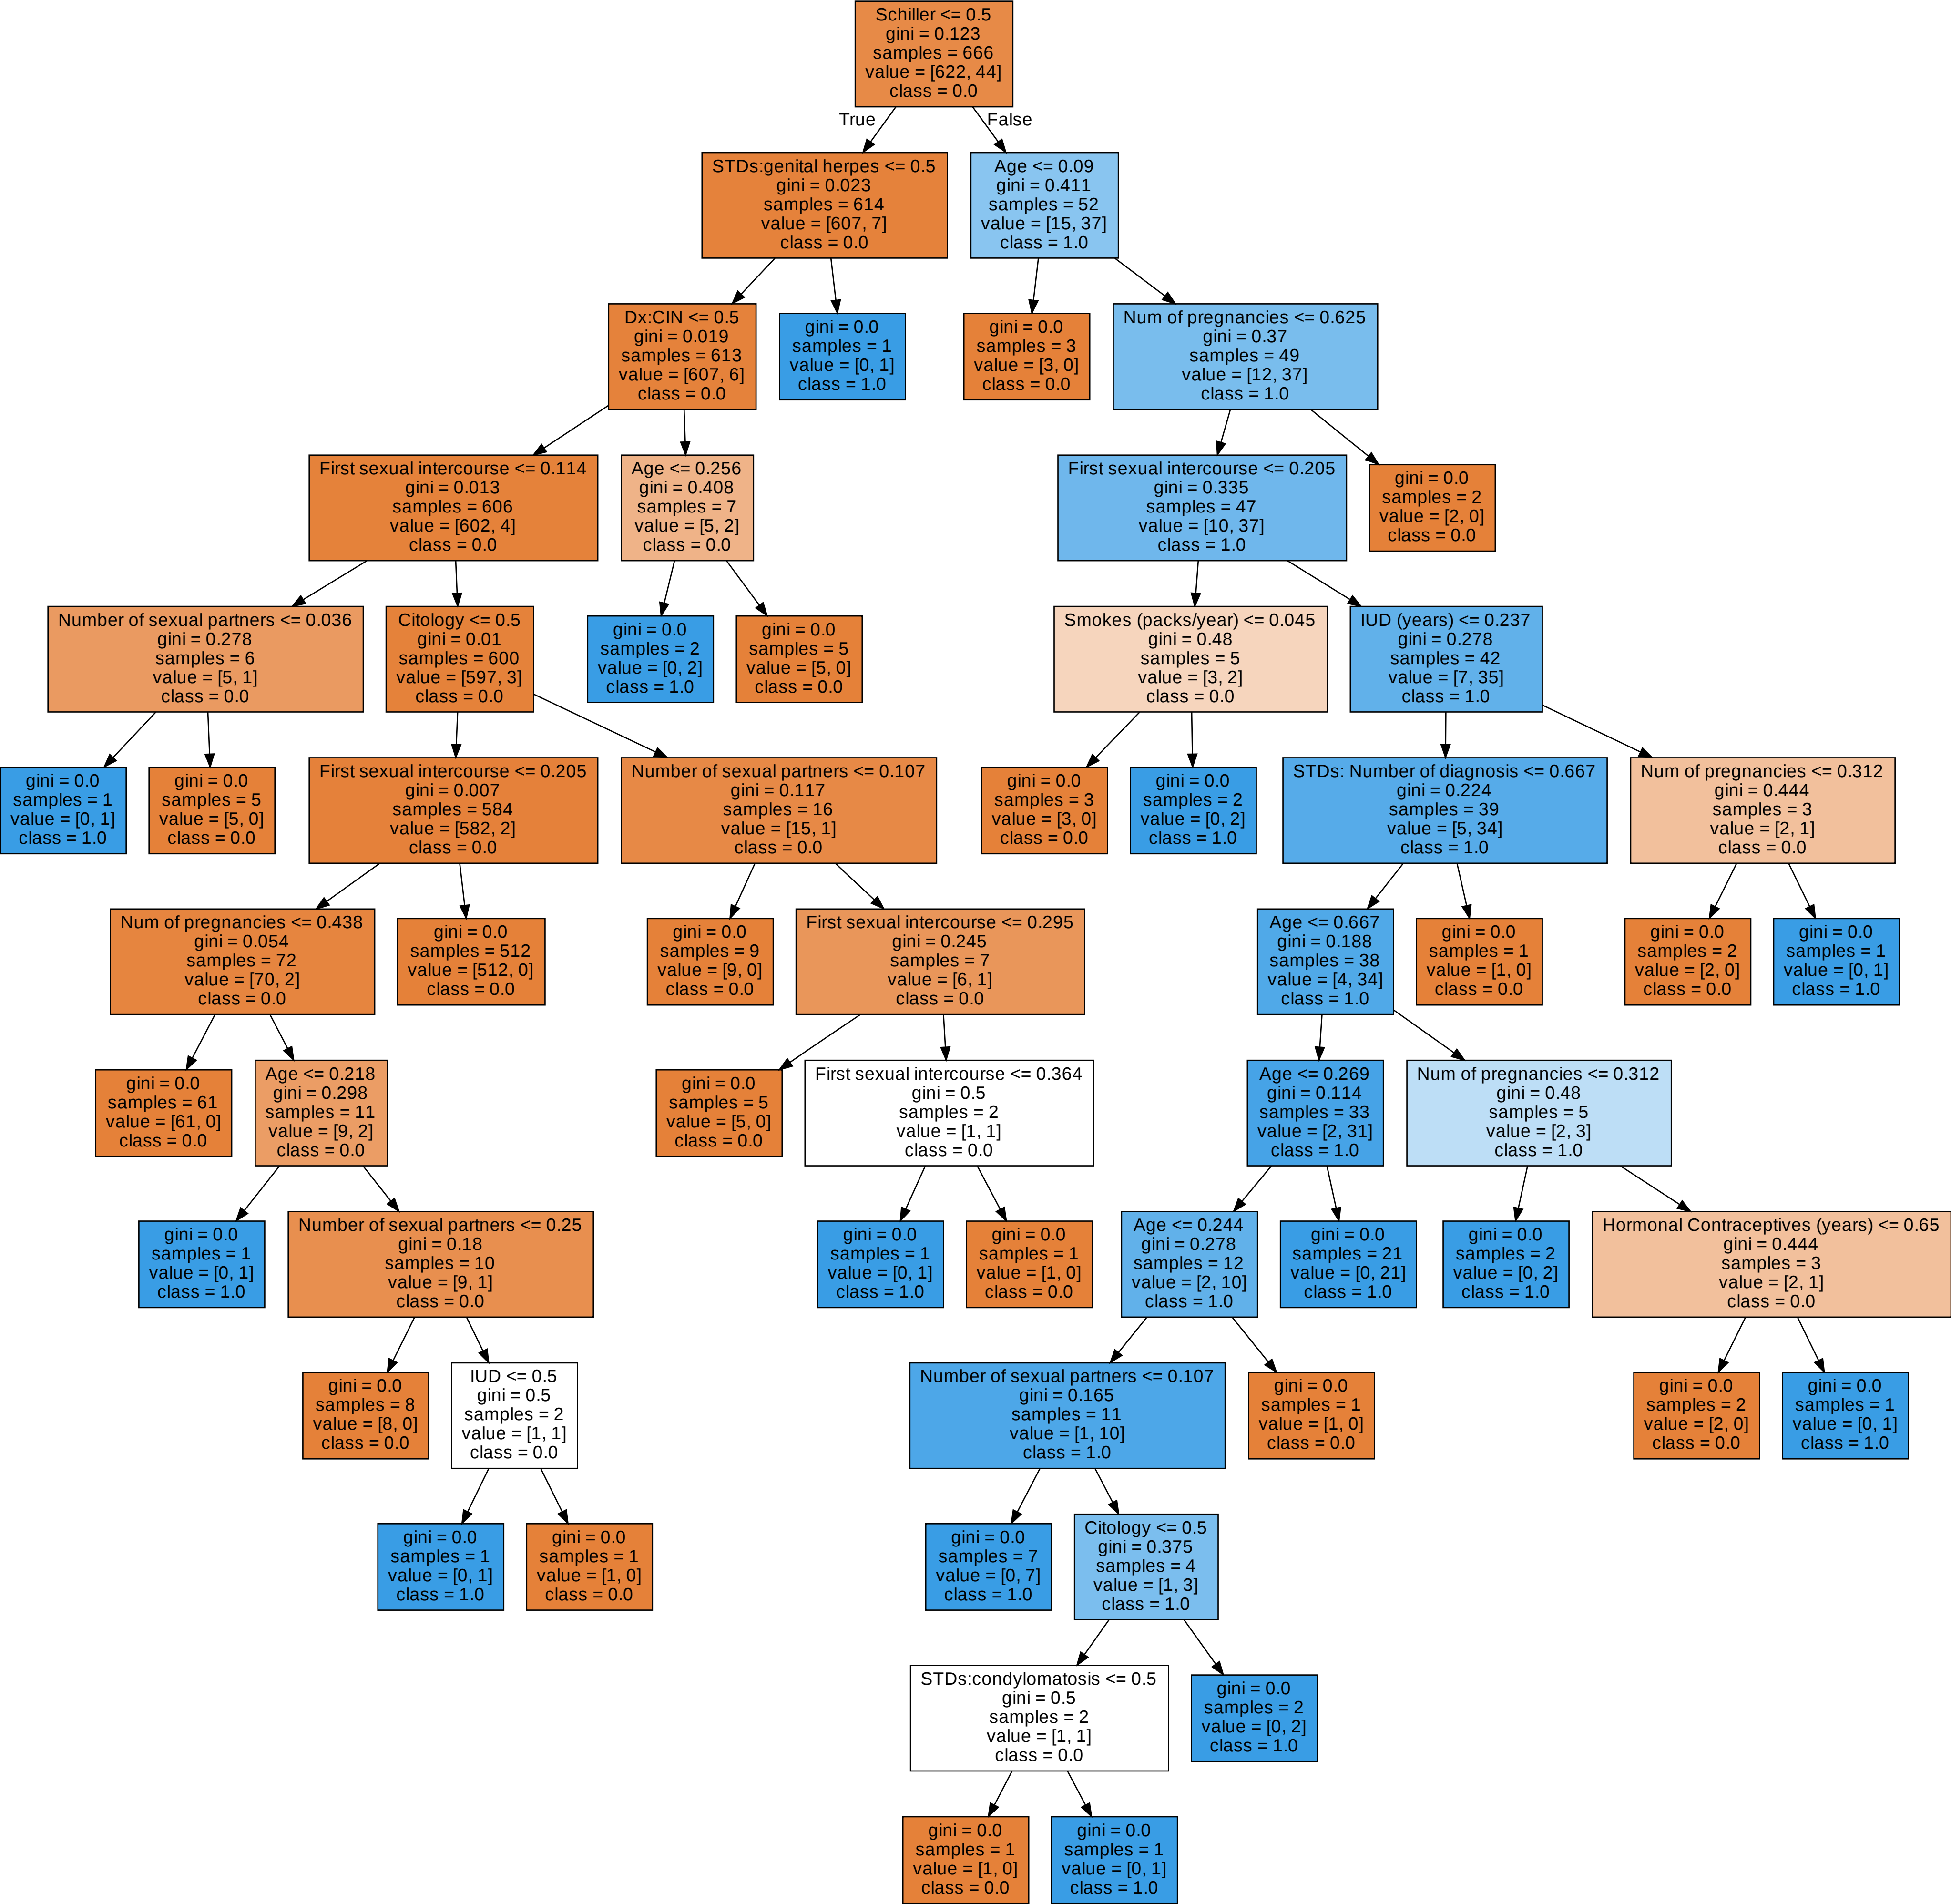 Schiller <= 0.5
gini = 0.123
samples = 666
value = [622, 44]
class = 0.0
True
False
STDs:genital herpes <= 0.5
gini = 0.023
samples = 614
value = [607, 7]
class = 0.0
Age <= 0.09
gini = 0.411
samples = 52
value = [15, 37]
class = 1.0
Dx:CIN <= 0.5
gini = 0.019
samples = 613
value = [607, 6]
class = 0.0
gini = 0.0
samples = 1
value = [0, 1]
class = 1.0
gini = 0.0
samples = 3
value = [3, 0]
class = 0.0
Num of pregnancies <= 0.625
gini = 0.37
samples = 49
value = [12, 37]
class = 1.0
First sexual intercourse <= 0.114
gini = 0.013
samples = 606
value = [602, 4]
class = 0.0
Age <= 0.256
gini = 0.408
samples = 7
value = [5, 2]
class = 0.0
First sexual intercourse <= 0.205
gini = 0.335
samples = 47
value = [10, 37]
class = 1.0
gini = 0.0
samples = 2
value = [2, 0]
class = 0.0
Number of sexual partners <= 0.036
gini = 0.278
samples = 6
value = [5, 1]
class = 0.0
Citology <= 0.5
gini = 0.01
samples = 600
value = [597, 3]
class = 0.0
gini = 0.0
samples = 2
value = [0, 2]
class = 1.0
gini = 0.0
samples = 5
value = [5, 0]
class = 0.0
Smokes (packs/year) <= 0.045
gini = 0.48
samples = 5
value = [3, 2]
class = 0.0
IUD (years) <= 0.237
gini = 0.278
samples = 42
value = [7, 35]
class = 1.0
gini = 0.0
samples = 1
value = [0, 1]
class = 1.0
gini = 0.0
samples = 5
value = [5, 0]
class = 0.0
First sexual intercourse <= 0.205
gini = 0.007
samples = 584
value = [582, 2]
class = 0.0
Number of sexual partners <= 0.107
gini = 0.117
samples = 16
value = [15, 1]
class = 0.0
gini = 0.0
samples = 3
value = [3, 0]
class = 0.0
gini = 0.0
samples = 2
value = [0, 2]
class = 1.0
STDs: Number of diagnosis <= 0.667
gini = 0.224
samples = 39
value = [5, 34]
class = 1.0
Num of pregnancies <= 0.312
gini = 0.444
samples = 3
value = [2, 1]
class = 0.0
Num of pregnancies <= 0.438
gini = 0.054
samples = 72
value = [70, 2]
class = 0.0
gini = 0.0
samples = 512
value = [512, 0]
class = 0.0
gini = 0.0
samples = 9
value = [9, 0]
class = 0.0
First sexual intercourse <= 0.295
gini = 0.245
samples = 7
value = [6, 1]
class = 0.0
Age <= 0.667
gini = 0.188
samples = 38
value = [4, 34]
class = 1.0
gini = 0.0
samples = 1
value = [1, 0]
class = 0.0
gini = 0.0
samples = 2
value = [2, 0]
class = 0.0
gini = 0.0
samples = 1
value = [0, 1]
class = 1.0
gini = 0.0
samples = 61
value = [61, 0]
class = 0.0
Age <= 0.218
gini = 0.298
samples = 11
value = [9, 2]
class = 0.0
gini = 0.0
samples = 5
value = [5, 0]
class = 0.0
First sexual intercourse <= 0.364
gini = 0.5
samples = 2
value = [1, 1]
class = 0.0
Age <= 0.269
gini = 0.114
samples = 33
value = [2, 31]
class = 1.0
Num of pregnancies <= 0.312
gini = 0.48
samples = 5
value = [2, 3]
class = 1.0
gini = 0.0
samples = 1
value = [0, 1]
class = 1.0
Number of sexual partners <= 0.25
gini = 0.18
samples = 10
value = [9, 1]
class = 0.0
gini = 0.0
samples = 1
value = [0, 1]
class = 1.0
gini = 0.0
samples = 1
value = [1, 0]
class = 0.0
Age <= 0.244
gini = 0.278
samples = 12
value = [2, 10]
class = 1.0
gini = 0.0
samples = 21
value = [0, 21]
class = 1.0
gini = 0.0
samples = 2
value = [0, 2]
class = 1.0
Hormonal Contraceptives (years) <= 0.65
gini = 0.444
samples = 3
value = [2, 1]
class = 0.0
gini = 0.0
samples = 8
value = [8, 0]
class = 0.0
IUD <= 0.5
gini = 0.5
samples = 2
value = [1, 1]
class = 0.0
Number of sexual partners <= 0.107
gini = 0.165
samples = 11
value = [1, 10]
class = 1.0
gini = 0.0
samples = 1
value = [1, 0]
class = 0.0
gini = 0.0
samples = 2
value = [2, 0]
class = 0.0
gini = 0.0
samples = 1
value = [0, 1]
class = 1.0
gini = 0.0
samples = 1
value = [0, 1]
class = 1.0
gini = 0.0
samples = 1
value = [1, 0]
class = 0.0
gini = 0.0
samples = 7
value = [0, 7]
class = 1.0
Citology <= 0.5
gini = 0.375
samples = 4
value = [1, 3]
class = 1.0
STDs:condylomatosis <= 0.5
gini = 0.5
samples = 2
value = [1, 1]
class = 0.0
gini = 0.0
samples = 2
value = [0, 2]
class = 1.0
gini = 0.0
samples = 1
value = [1, 0]
class = 0.0
gini = 0.0
samples = 1
value = [0, 1]
class = 1.0